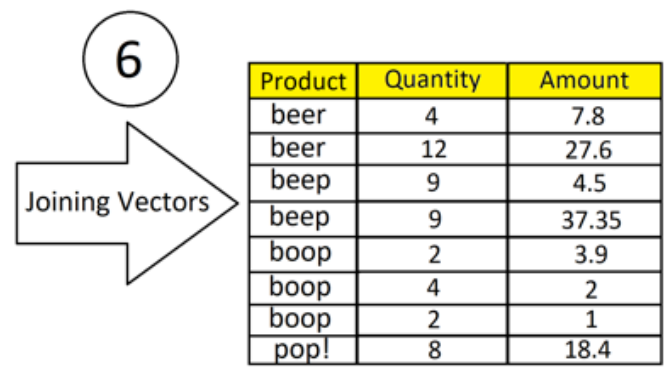 6
Joining Vectors
Product Quantity Amount
beer 4 7.8
beer 12 27.6
beep 9 4.5
beep 9 37.35
boop 2 3.9
boop 4 2
boop 2 1
pop! 8 18.4